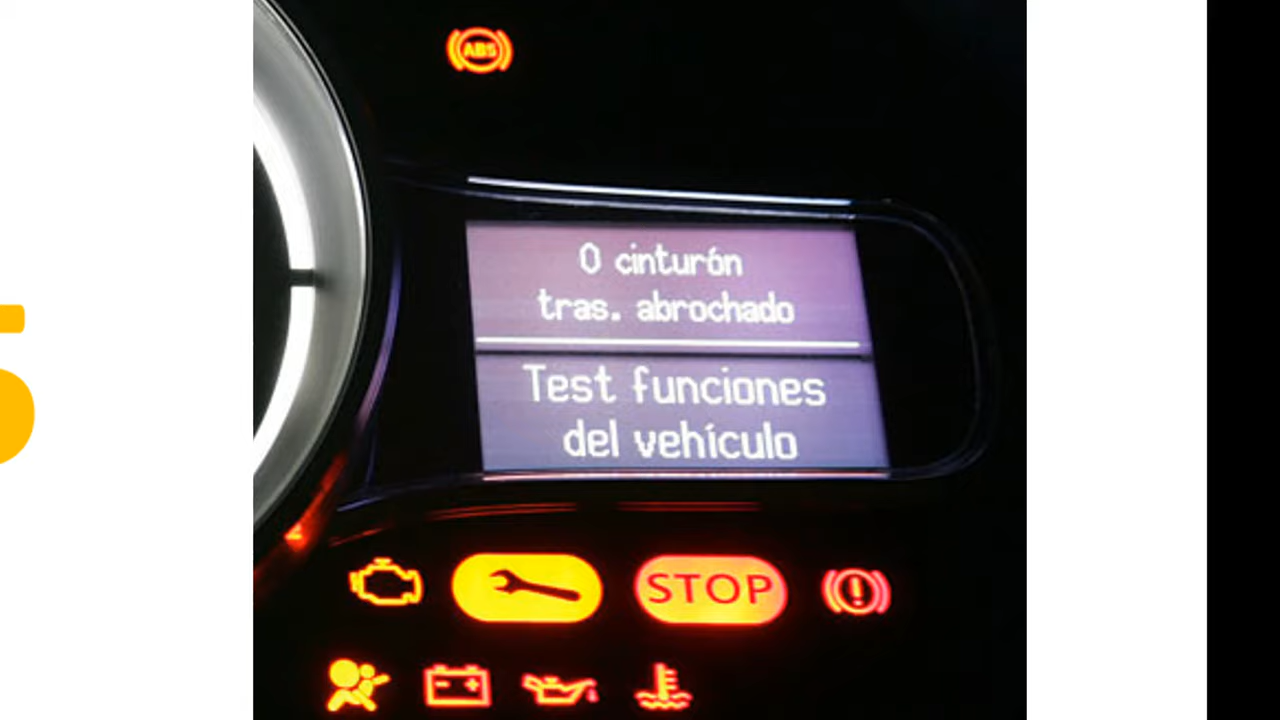 ABS
0 cinturón
tras. abrochado
Test funciones
del vehículo
STOP